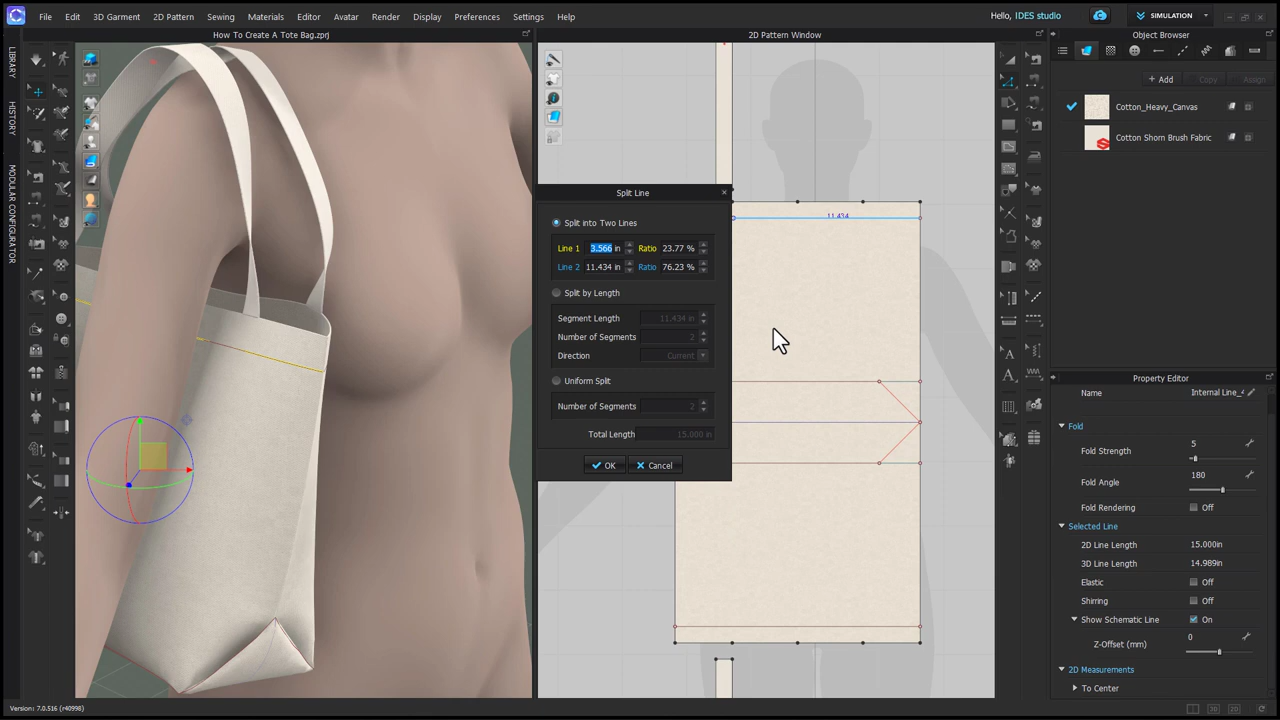 File Edit 3D Garment 2D Pattern Sewing Materials Editor Avatar Render Display Preferences Settings Help
Hello, IDES studio
SIMULATION
How To Create A Tote Bag.zprj
2D Pattern Window
Object Browser
LIBRARY
HISTORY
MODULAR CONFIGURATOR
+ Add Copy Assign
Cotton_Heavy_Canvas
Cotton Shorn Brush Fabric
Split Line
Split into Two Lines
Line 1 3.566 in Ratio 23.77 %
Line 2 11.434 in Ratio 76.23 %
Split by Length
Segment Length 11.434 in
Number of Segments 2
Direction Current
Uniform Split
Number of Segments 2
Total Length 15.000 in
OK Cancel
11.434
Property Editor
Name Internal Line_4
Fold
Fold Strength 5
Fold Angle 180
Fold Rendering Off
Selected Line
2D Line Length 15.000in
3D Line Length 14.989in
Elastic Off
Shirring Off
Show Schematic Line On
Z-Offset (mm) 0
2D Measurements
To Center
Version: 7.0.516 (r40998)
3D 2D